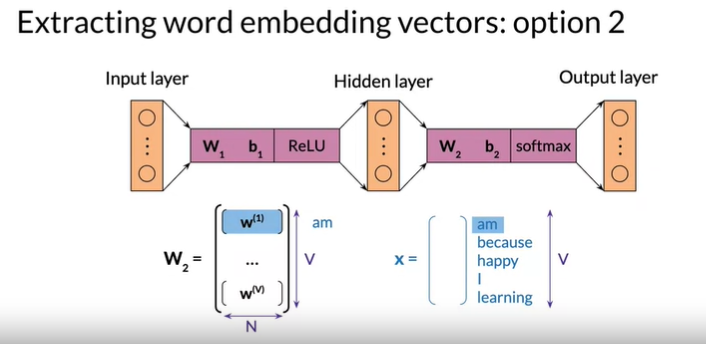 Extracting word embedding vectors: option 2
Input layer
Hidden layer
Output layer
W₁ b₁ ReLU
W₂ b₂ softmax
W₂ =
w⁽¹⁾
...
w⁽ⱽ⁾
am
V
N
x =
am
because
happy
I
learning
V